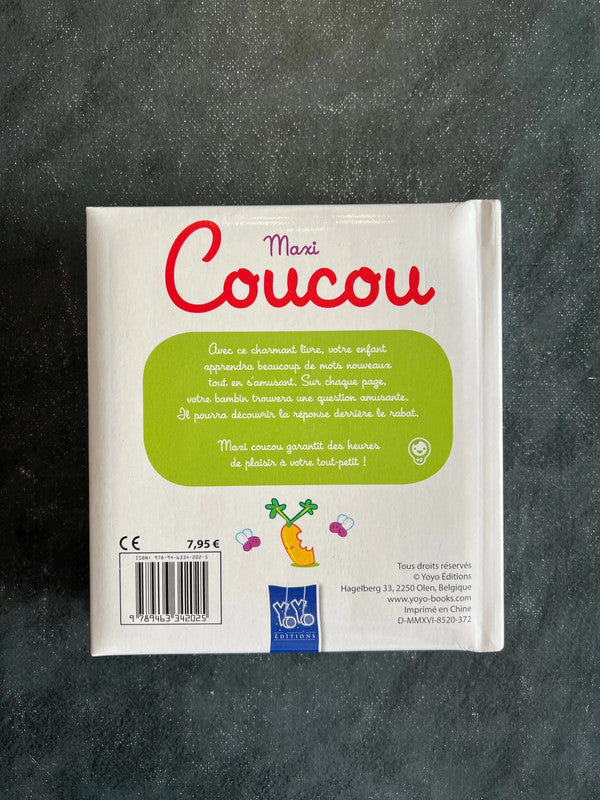 Maxi
Coucou
Avec ce charmant livre, votre enfant
apprendra beaucoup de mots nouveaux
tout en s'amusant. Sur chaque page,
votre bambin trouvera une question amusante.
Il pourra découvrir la réponse derrière le rabat.
Maxi coucou garantit des heures
de plaisir à votre tout-petit !
CE
7,95 €
ISBN: 978-94-6334-202-5
9 789463 342025
YOYO
ÉDITIONS
Tous droits réservés
© Yoyo Éditions
Hagelberg 33, 2250 Olen, Belgique
www.yoyo-books.com
Imprimé en Chine
D-MMXVI-8520-372